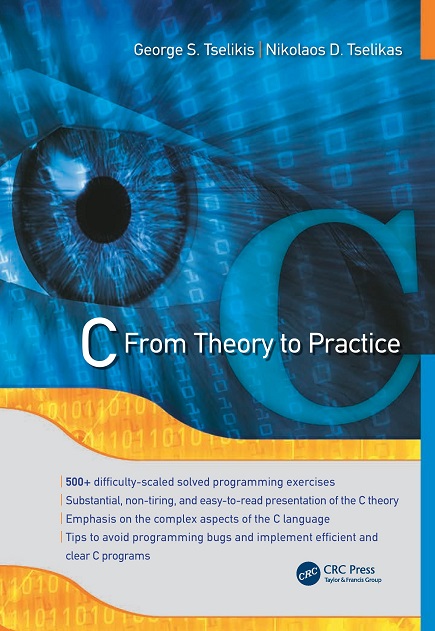 George S. Tselikis | Nikolaos D. Tselikas
C
C From Theory to Practice
500+ difficulty-scaled solved programming exercises
Substantial, non-tiring, and easy-to-read presentation of the C theory
Emphasis on the complex aspects of the C language
Tips to avoid programming bugs and implement efficient and
clear C programs
CRC CRC Press
Taylor & Francis Group